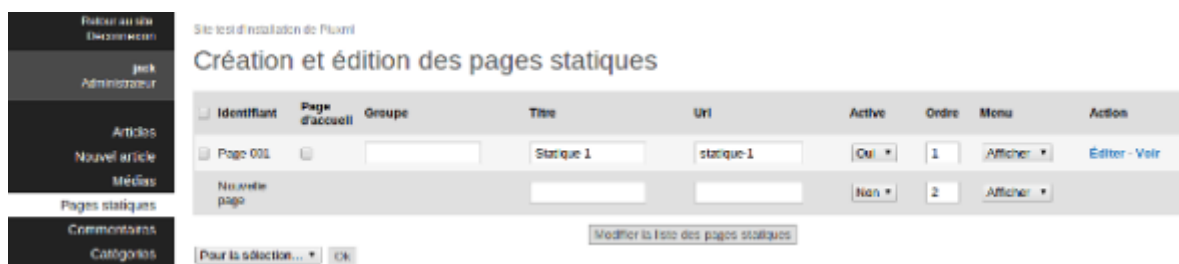 Retour au site
Déconnexion
jack
Administrateur
Articles
Nouvel article
Médias
Pages statiques
Commentaires
Catégories
Site test d'installation de Pluxml
Création et édition des pages statiques
Identifiant Page d'accueil Groupe Titre Url Active Ordre Menu Action
Page 001 Statique 1 statique-1 Oui 1 Afficher Éditer - Voir
Nouvelle page Non 2 Afficher
Modifier la liste des pages statiques
Pour la sélection... Ok